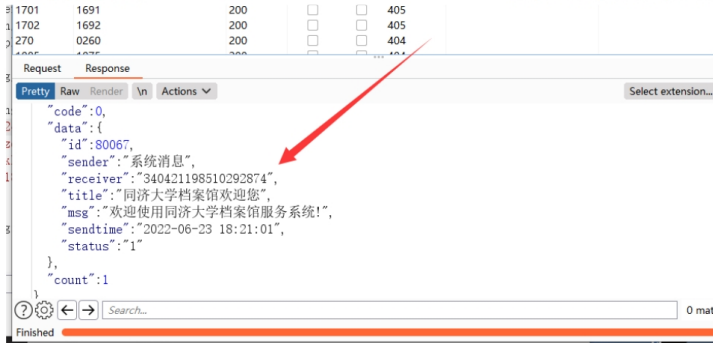 1701 1691 200 405
1702 1692 200 405
270 0260 200 404
Request Response
Pretty Raw Render \n Actions Select extension...
"code":0,
"data":{
"id":80067,
"sender":"系统消息",
"receiver":"340421198510292874",
"title":"同济大学档案馆欢迎您",
"msg":"欢迎使用同济大学档案馆服务系统!",
"sendtime":"2022-06-23 18:21:01",
"status":"1"
},
"count":1
}
Search... 0 mat
Finished